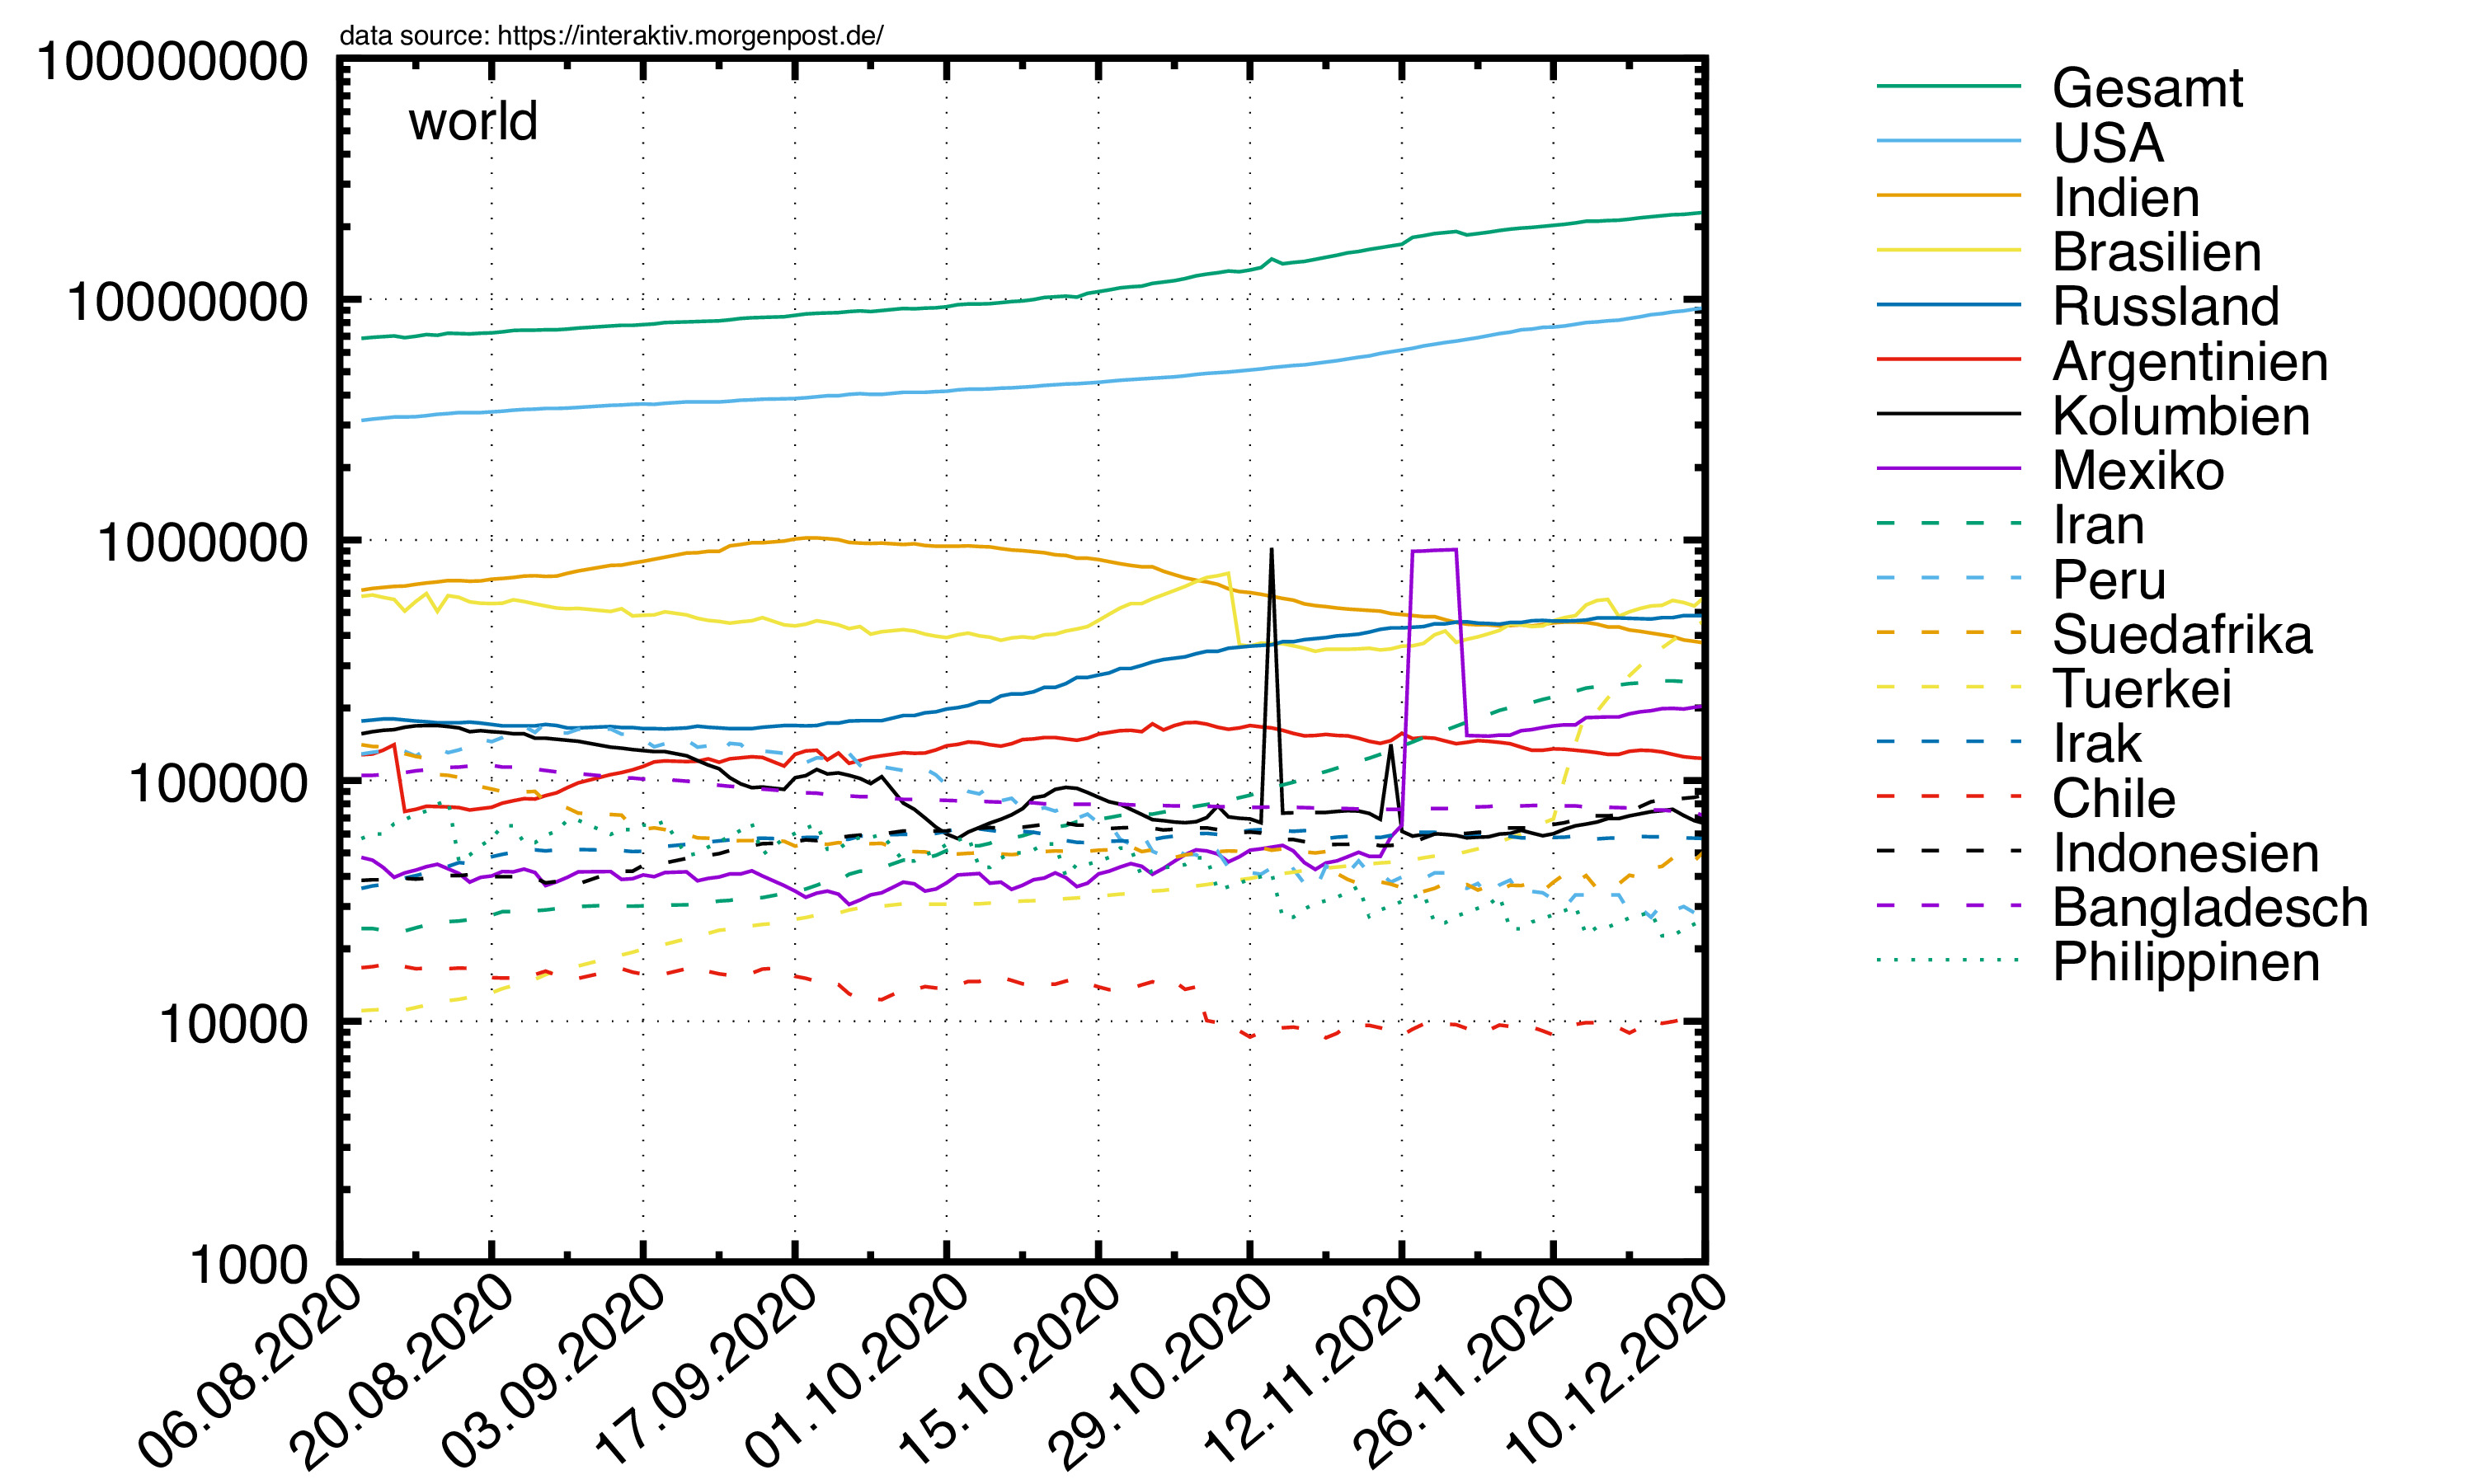 data source: https://interaktiv.morgenpost.de/
world
100000000
10000000
1000000
100000
10000
1000
06.08.2020
20.08.2020
03.09.2020
17.09.2020
01.10.2020
15.10.2020
29.10.2020
12.11.2020
26.11.2020
10.12.2020
Gesamt
USA
Indien
Brasilien
Russland
Argentinien
Kolumbien
Mexiko
Iran
Peru
Suedafrika
Tuerkei
Irak
Chile
Indonesien
Bangladesch
Philippinen